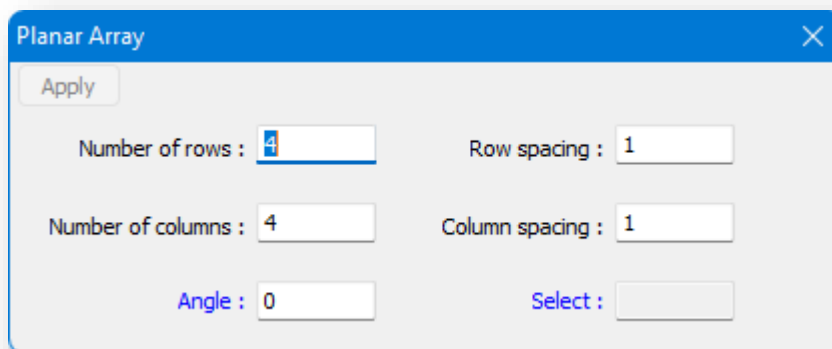 Planar Array
Apply
Number of rows : 4 Row spacing : 1
Number of columns : 4 Column spacing : 1
Angle : 0 Select :